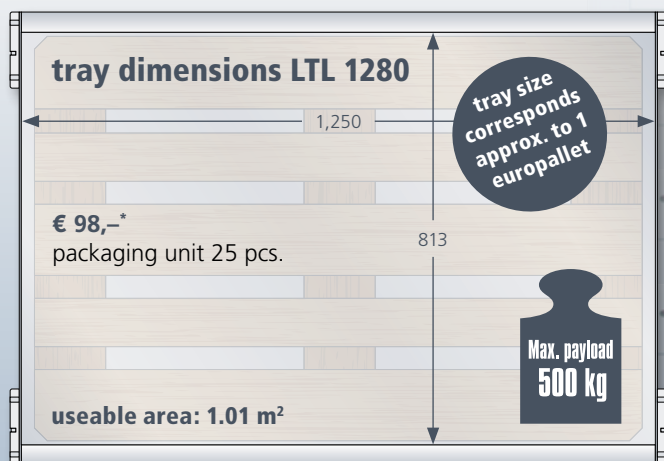 tray dimensions LTL 1280
1,250
tray size
corresponds
approx. to 1
europallet
€ 98,–*
packaging unit 25 pcs.
813
Max. payload
500 kg
useable area: 1.01 m²